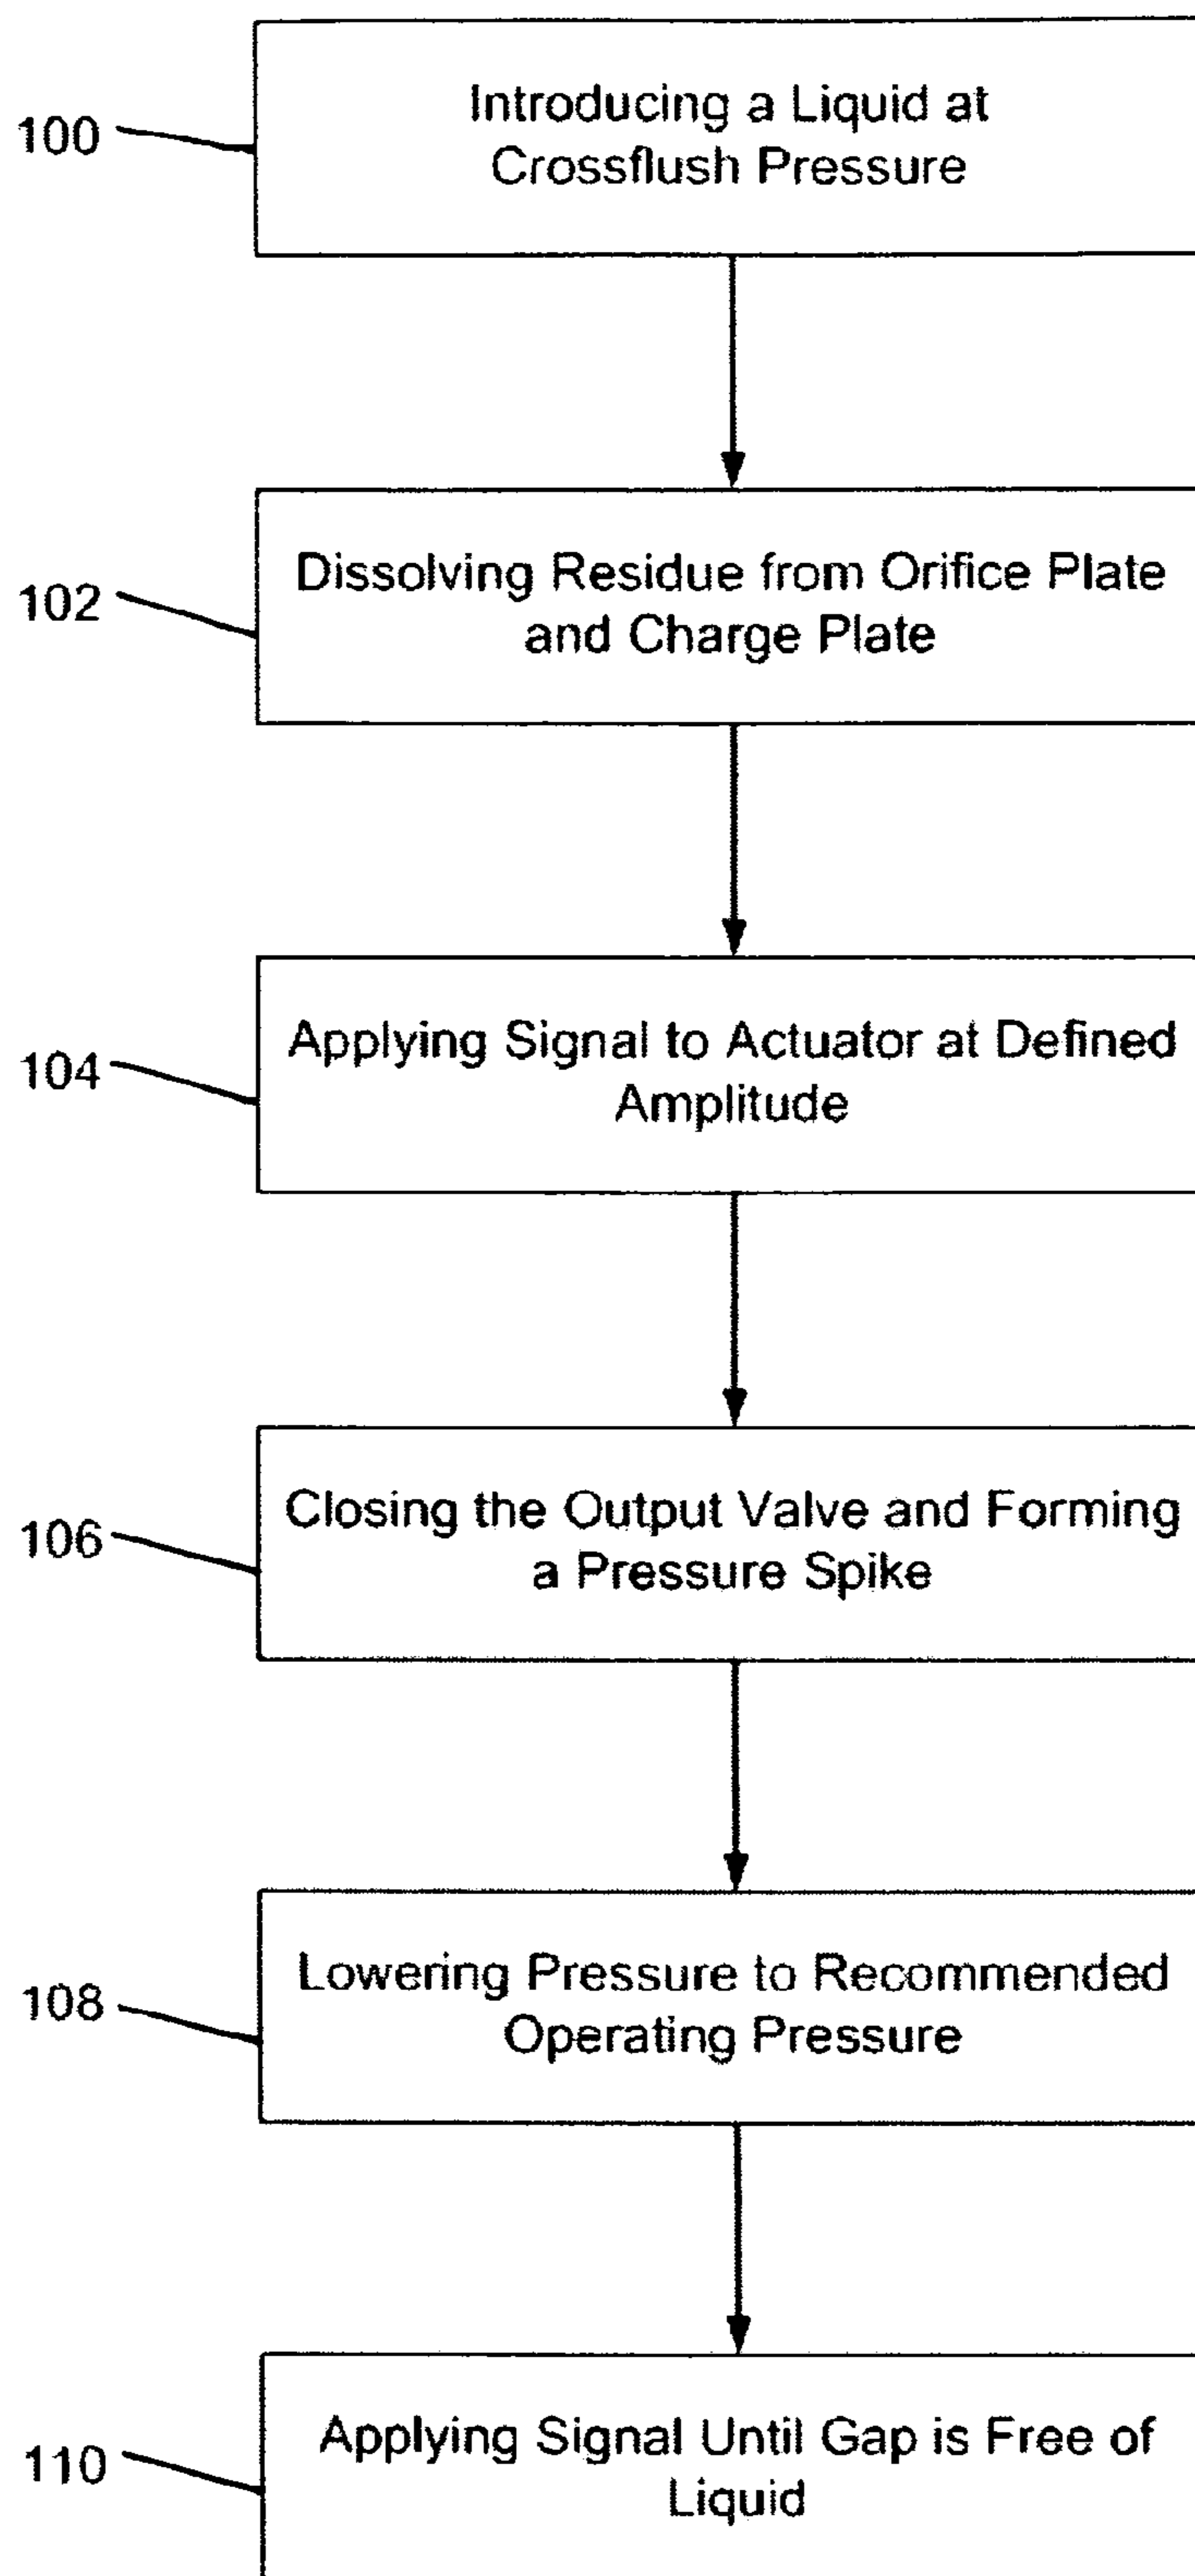 100
Introducing a Liquid at
Crossflush Pressure
102
Dissolving Residue from Orifice Plate
and Charge Plate
104
Applying Signal to Actuator at Defined
Amplitude
106
Closing the Output Valve and Forming
a Pressure Spike
108
Lowering Pressure to Recommended
Operating Pressure
110
Applying Signal Until Gap is Free of
Liquid